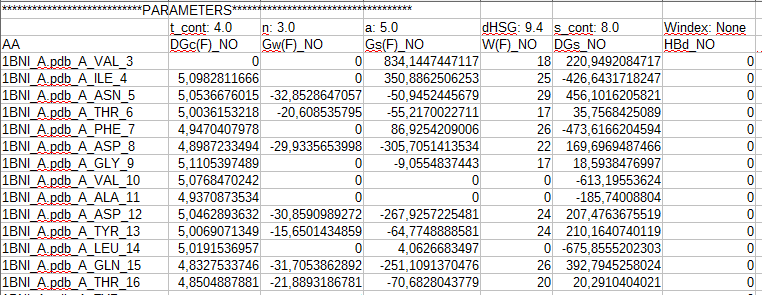 ****************************PARAMETERS************************************
t_cont: 4.0 n: 3.0 a: 5.0 dHSG: 9.4 s_cont: 8.0 Windex: None
AA DGc(F)_NO Gw(F)_NO Gs(F)_NO W(F)_NO DGs_NO HBd_NO
1BNI_A.pdb_A_VAL_3 0 0 834,1447447117 18 220,9492084717 0
1BNI_A.pdb_A_ILE_4 5,0982811666 0 350,8862506253 25 -426,6431718247 0
1BNI_A.pdb_A_ASN_5 5,0536676015 -32,8528647057 -50,9452445679 29 456,1016205821 0
1BNI_A.pdb_A_THR_6 5,0036153218 -20,608535795 -55,2170022711 17 35,7568425089 0
1BNI_A.pdb_A_PHE_7 4,9470407978 0 86,9254209006 26 -473,6166204594 0
1BNI_A.pdb_A_ASP_8 4,8987233494 -29,9335653998 -305,7051413534 22 169,6969487466 0
1BNI_A.pdb_A_GLY_9 5,1105397489 0 -9,0554837443 17 18,5938476997 0
1BNI_A.pdb_A_VAL_10 5,0768470242 0 0 0 -613,19553624 0
1BNI_A.pdb_A_ALA_11 4,9370873534 0 0 0 -185,74008804 0
1BNI_A.pdb_A_ASP_12 5,0462893632 -30,8590989272 -267,9257225481 24 207,4763675519 0
1BNI_A.pdb_A_TYR_13 5,0069071349 -15,6501434859 -64,7748888581 24 210,1640740119 0
1BNI_A.pdb_A_LEU_14 5,0191536957 0 4,0626683497 0 -675,8555202303 0
1BNI_A.pdb_A_GLN_15 4,8327533746 -31,7053862892 -251,1091370476 26 392,7945258024 0
1BNI_A.pdb_A_THR_16 4,8504887881 -21,8893186781 -70,6828043779 20 20,2910404021 0